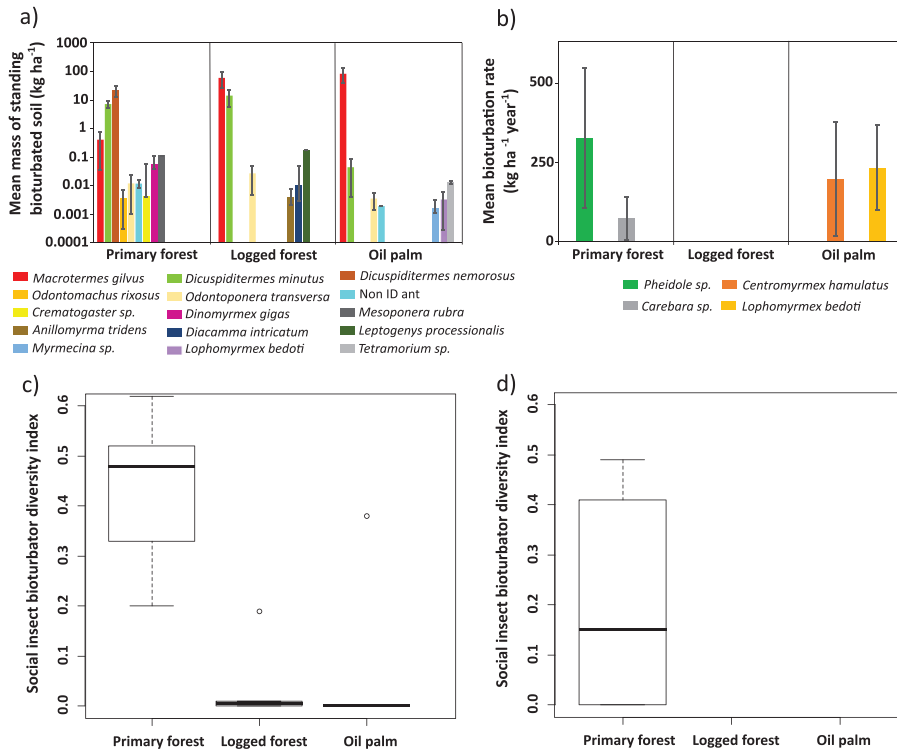 a)
Mean mass of standing
bioturbated soil (kg ha-1)
1000
100
10
1
0.1
0.01
0.001
0.0001
Primary forest Logged forest Oil palm
Macrotermes gilvus Dicuspiditermes minutus Dicuspiditermes nemorosus
Odontomachus rixosus Odontoponera transversa Non ID ant
Crematogaster sp. Dinomyrmex gigas Mesoponera rubra
Anillomyrma tridens Diacamma intricatum Leptogenys processionalis
Myrmecina sp. Lophomyrmex bedoti Tetramorium sp.
b)
Mean bioturbation rate
(kg ha -1 year-1)
500
250
0
Primary forest Logged forest Oil palm
Pheidole sp. Centromyrmex hamulatus
Carebara sp. Lophomyrmex bedoti
c)
Social insect bioturbator diversity index
0.6
0.5
0.4
0.3
0.2
0.1
0.0
Primary forest Logged forest Oil palm
d)
Social insect bioturbator diversity index
0.6
0.5
0.4
0.3
0.2
0.1
0.0
Primary forest Logged forest Oil palm